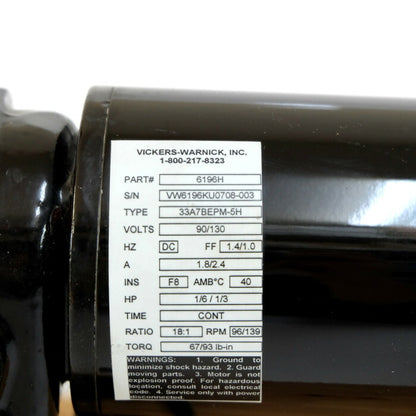 VICKERS-WARNICK, INC.
1-800-217-8323
PART# 6196H
S/N VW6196KU0708-003
TYPE 33A7BEPM-5H
VOLTS 90/130
HZ DC FF 1.4/1.0
A 1.8/2.4
INS F8 AMB°C 40
HP 1/6 / 1/3
TIME CONT
RATIO 18:1 RPM 96/139
TORQ 67/93 lb-in
WARNINGS: 1. Ground to
minimize shock hazard. 2. Guard
moving parts. 3. Motor is not
explosion proof. For hazardous
location, consult local electrical
code. 4. Service only with power
disconnected